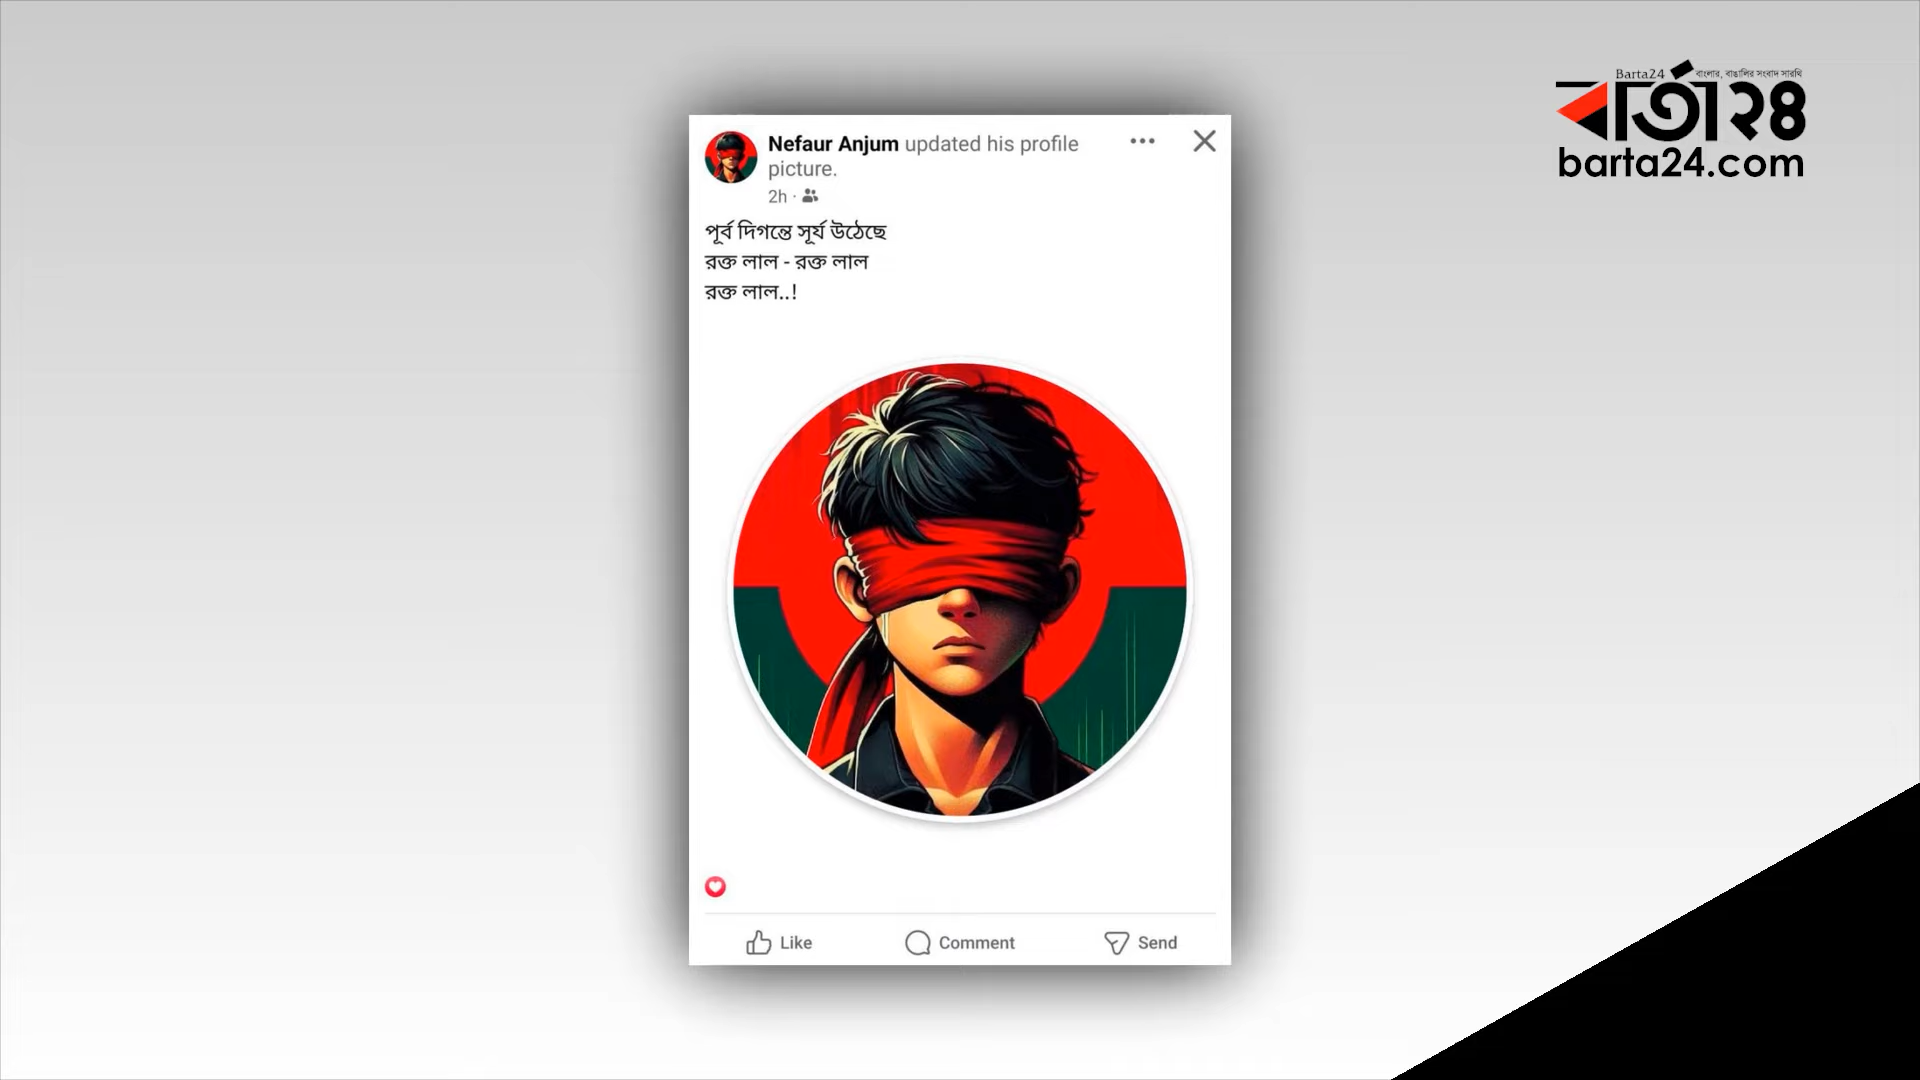 Barta24 বাংলার, বাঙালির সংবাদ সারথি
বার্তা২৪
barta24.com
Nefaur Anjum updated his profile
picture.
2h ·
পূর্ব দিগন্তে সূর্য উঠেছে
রক্ত লাল - রক্ত লাল
রক্ত লাল..!
Like Comment Send